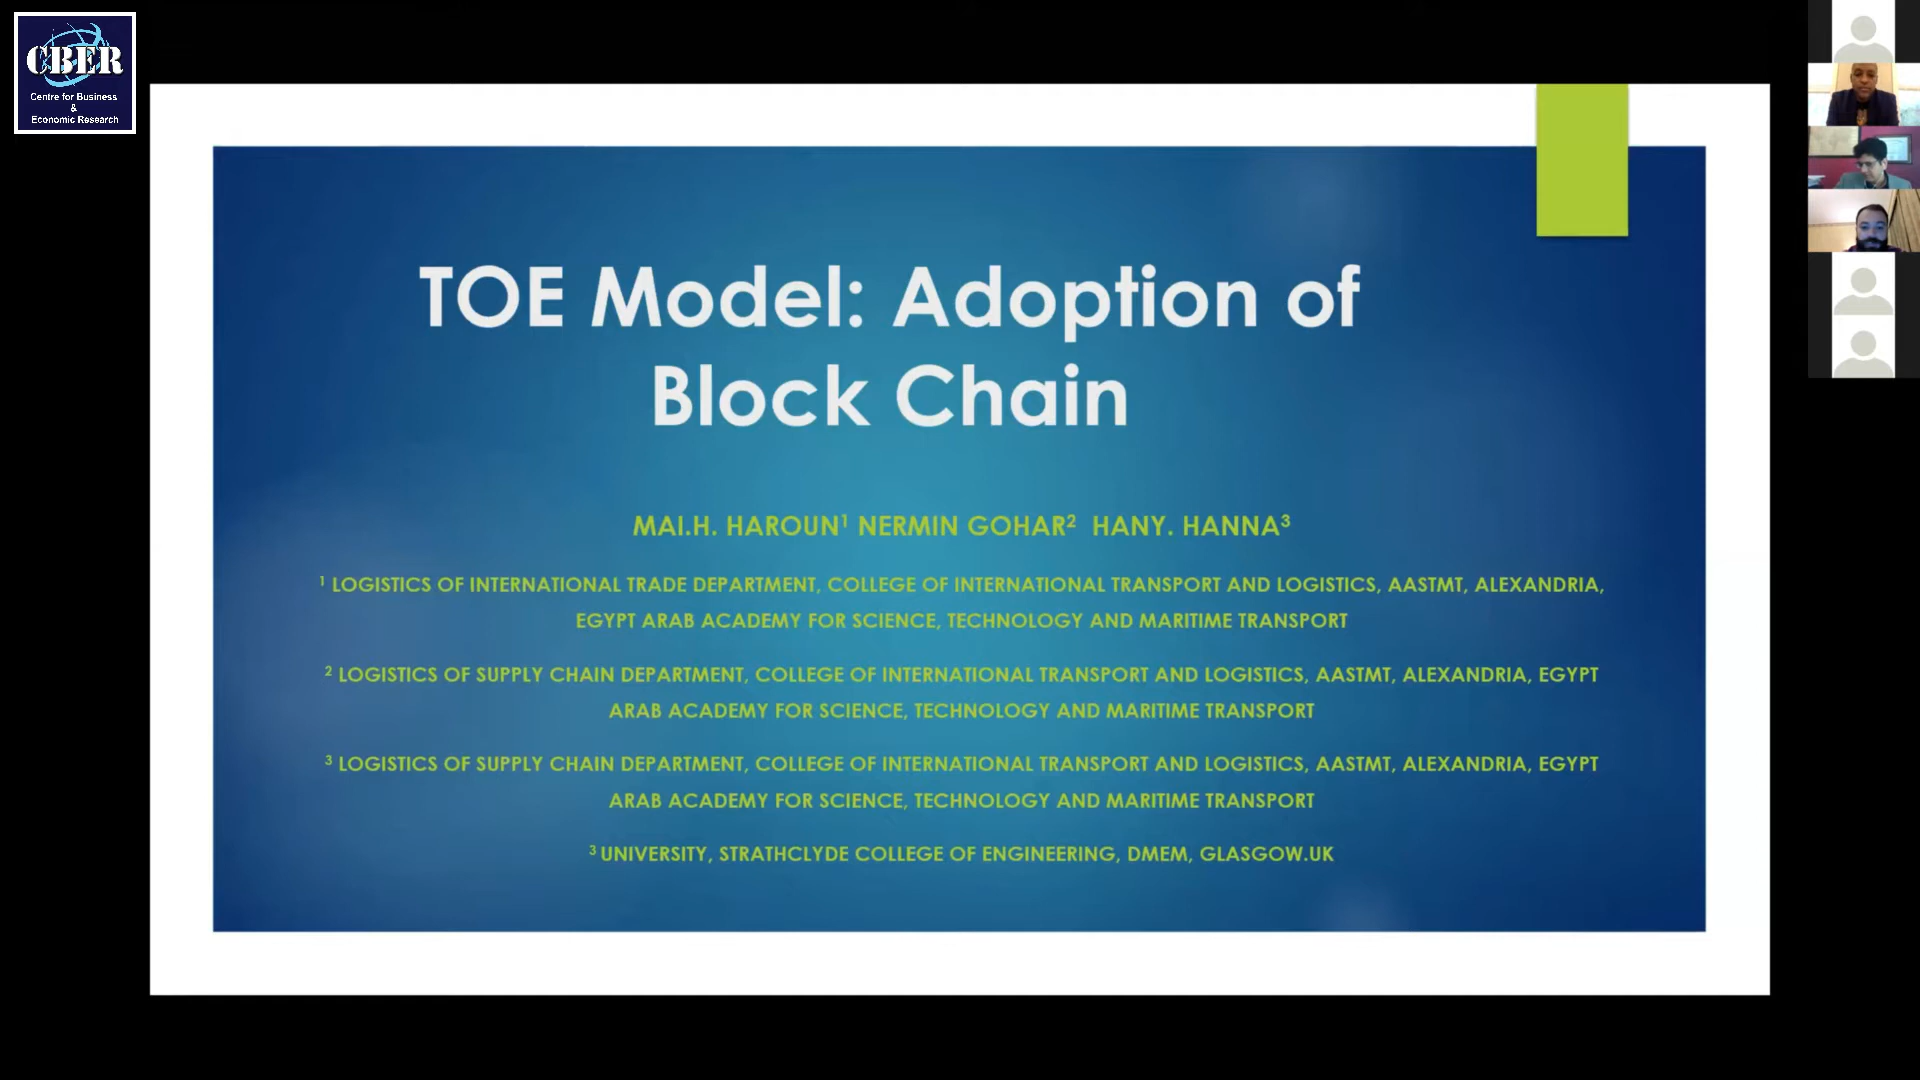 CBER
Centre for Business
&
Economic Research
TOE Model: Adoption of
Block Chain
MAI.H. HAROUN¹ NERMIN GOHAR² HANY. HANNA³
¹ LOGISTICS OF INTERNATIONAL TRADE DEPARTMENT, COLLEGE OF INTERNATIONAL TRANSPORT AND LOGISTICS, AASTMT, ALEXANDRIA,
EGYPT ARAB ACADEMY FOR SCIENCE, TECHNOLOGY AND MARITIME TRANSPORT
² LOGISTICS OF SUPPLY CHAIN DEPARTMENT, COLLEGE OF INTERNATIONAL TRANSPORT AND LOGISTICS, AASTMT, ALEXANDRIA, EGYPT
ARAB ACADEMY FOR SCIENCE, TECHNOLOGY AND MARITIME TRANSPORT
³ LOGISTICS OF SUPPLY CHAIN DEPARTMENT, COLLEGE OF INTERNATIONAL TRANSPORT AND LOGISTICS, AASTMT, ALEXANDRIA, EGYPT
ARAB ACADEMY FOR SCIENCE, TECHNOLOGY AND MARITIME TRANSPORT
³ UNIVERSITY, STRATHCLYDE COLLEGE OF ENGINEERING, DMEM, GLASGOW.UK